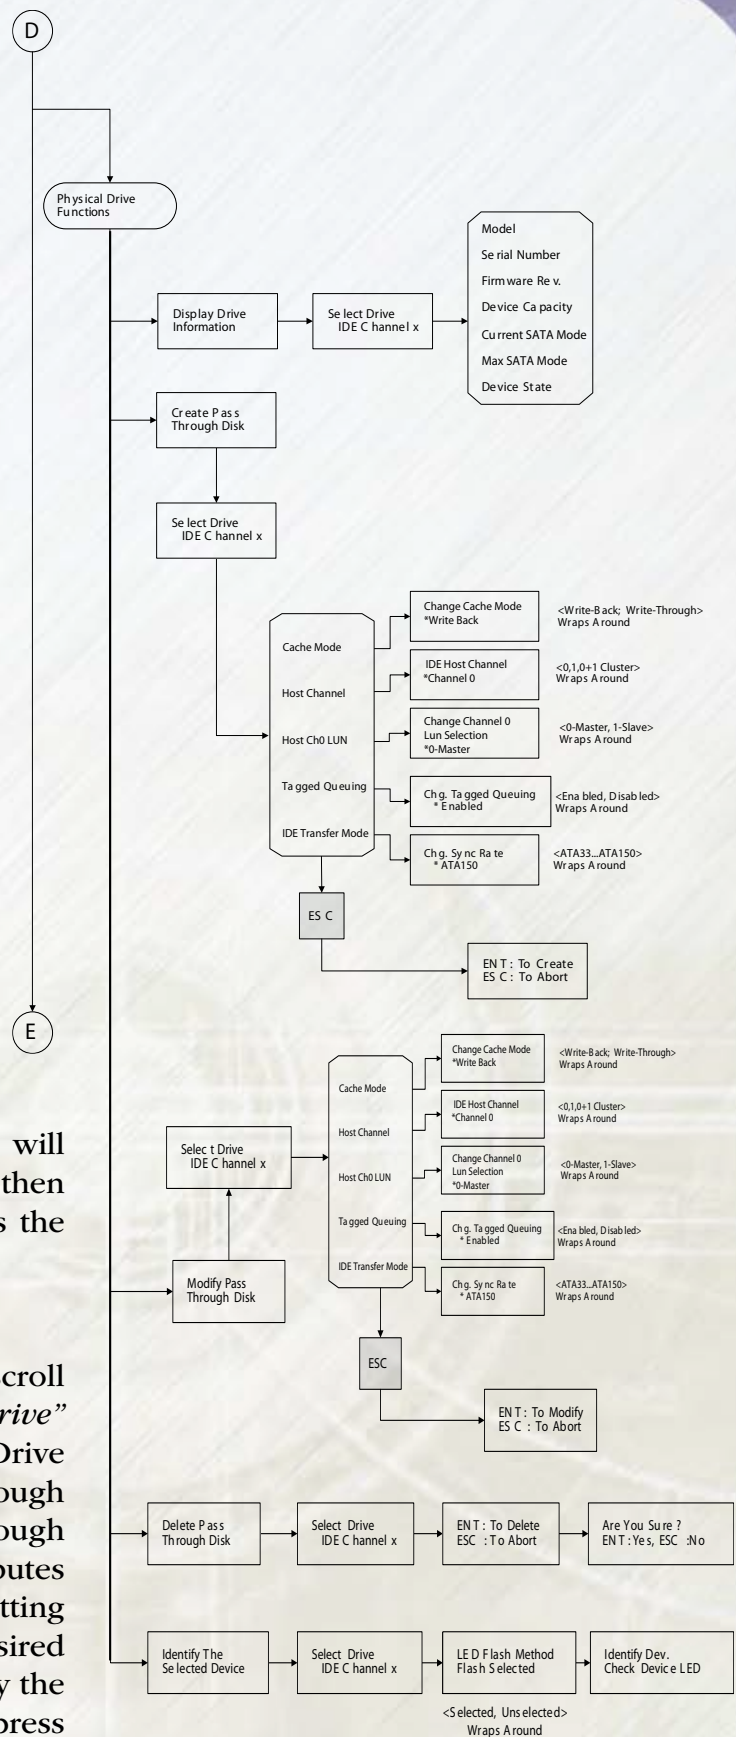 D
Physical Drive
Functions
Display Drive
Information
Select Drive
IDE Channel x
Model
Serial Number
Firmware Rev.
Device Capacity
Current SATA Mode
Max SATA Mode
Device State
Create Pass
Through Disk
Select Drive
IDE Channel x
Cache Mode
Host Channel
Host Ch0 LUN
Tagged Queuing
IDE Transfer Mode
Change Cache Mode
*Write Back
<Write-Back; Write-Through>
Wraps Around
IDE Host Channel
*Channel 0
<0,1,0+1 Cluster>
Wraps Around
Change Channel 0
Lun Selection
*0-Master
<0-Master, 1-Slave>
Wraps Around
Chg. Tagged Queuing
* Enabled
<Enabled, Disabled>
Wraps Around
Chg. Sync Rate
* ATA150
<ATA33...ATA150>
Wraps Around
ESC
ENT: To Create
ESC: To Abort
E
Modify Pass
Through Disk
Select Drive
IDE Channel x
Cache Mode
Host Channel
Host Ch0 LUN
Tagged Queuing
IDE Transfer Mode
Change Cache Mode
*Write Back
<Write-Back; Write-Through>
Wraps Around
IDE Host Channel
*Channel 0
<0,1,0+1 Cluster>
Wraps Around
Change Channel 0
Lun Selection
*0-Master
<0-Master, 1-Slave>
Wraps Around
Chg. Tagged Queuing
* Enabled
<Enabled, Disabled>
Wraps Around
Chg. Sync Rate
* ATA150
<ATA33...ATA150>
Wraps Around
ESC
ENT: To Modify
ESC : To Abort
Delete Pass
Through Disk
Select Drive
IDE Channel x
ENT: To Delete
ESC : To Abort
Are You Sure ?
ENT:Yes, ESC :No
Identify The
Selected Device
Select Drive
IDE Channel x
LED Flash Method
Flash Selected
<Selected, Unselected>
Wraps Around
Identify Dev.
Check Device LED
will
then
s the
croll
rive"
Drive
ough
ough
outes
tting
sired
y the
press